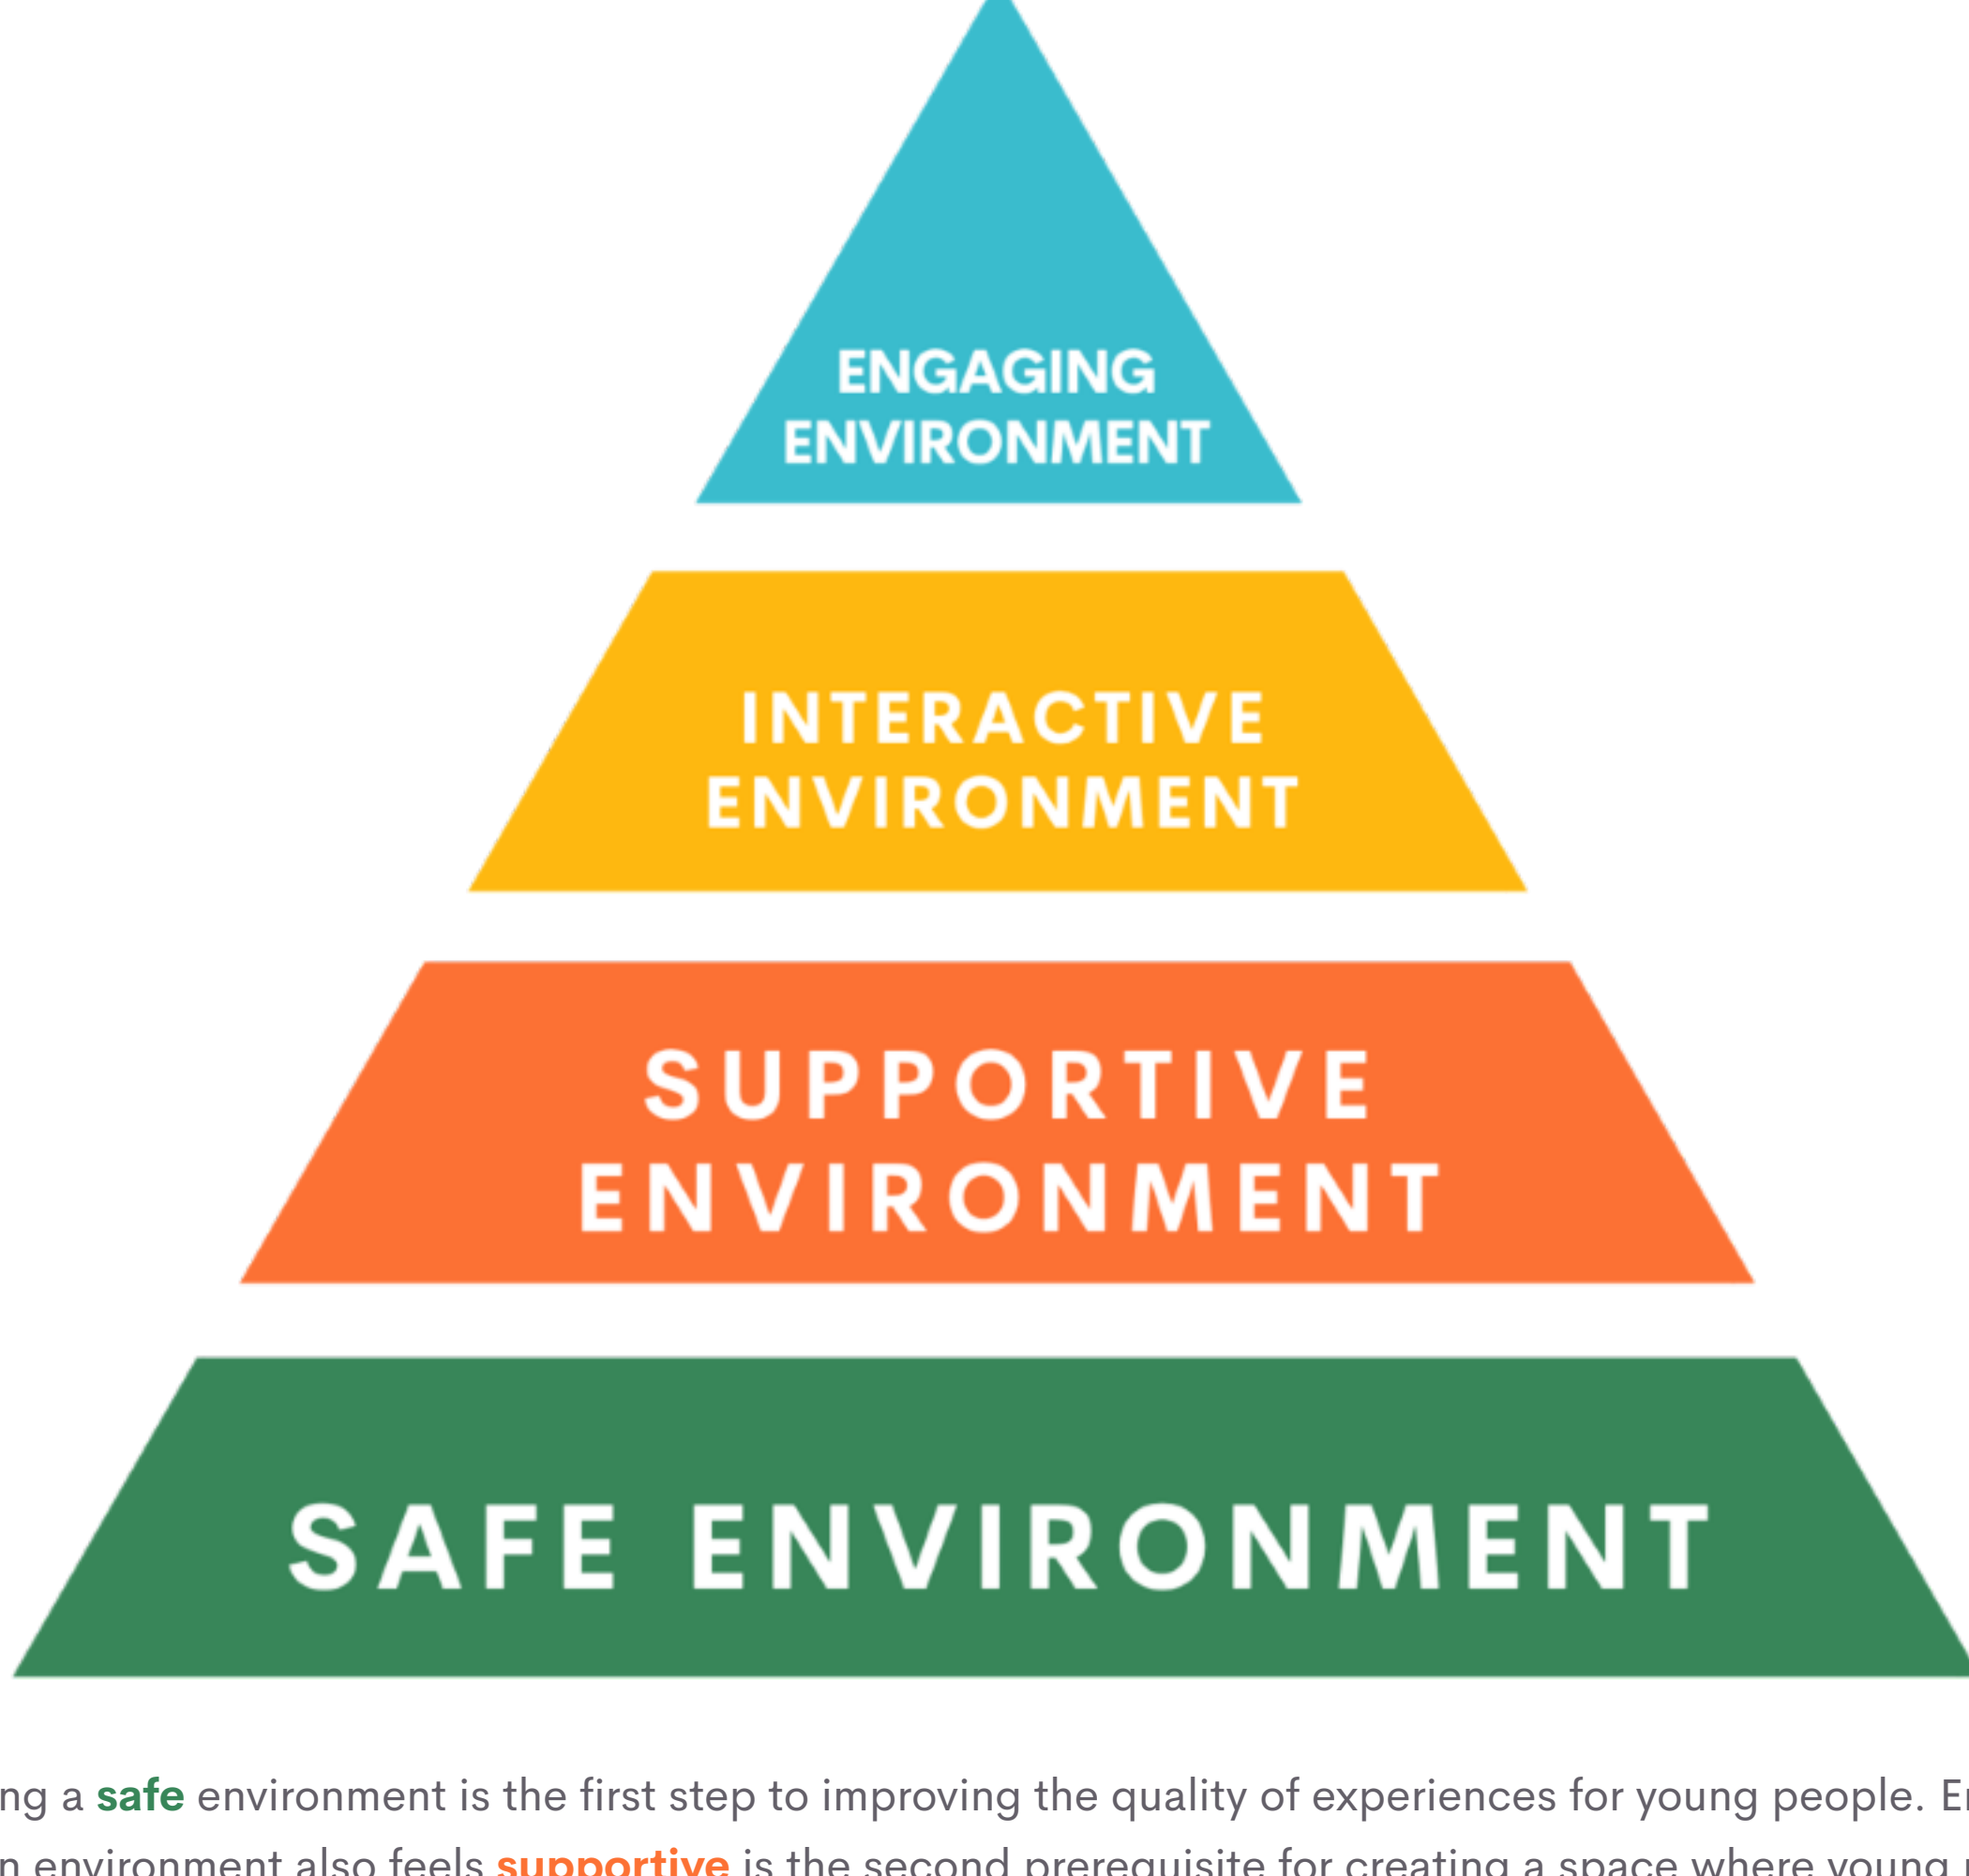 ENGAGING
ENVIRONMENT
INTERACTIVE
ENVIRONMENT
SUPPORTIVE
ENVIRONMENT
SAFE ENVIRONMENT
a safe environment is the first step to improving the quality of experiences for young people.
environment also feels supportive is the second prerequisite for creating a space where young